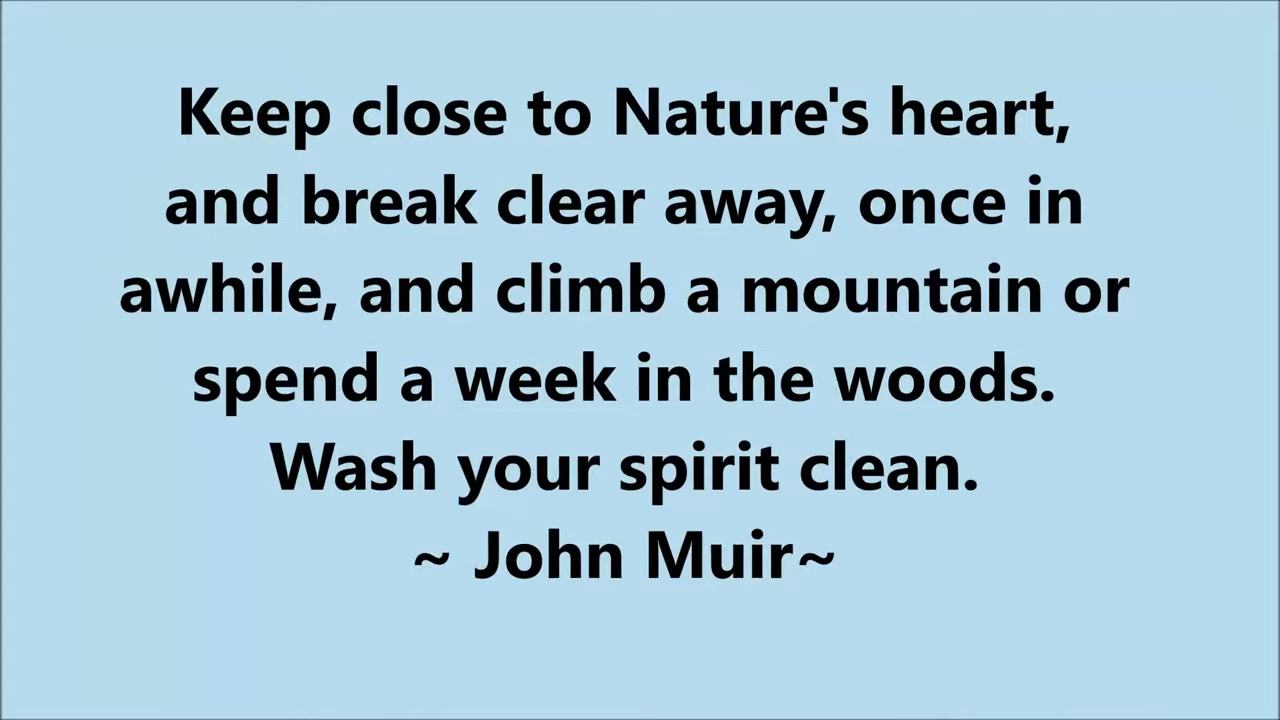 Keep close to Nature's heart,
and break clear away, once in
awhile, and climb a mountain or
spend a week in the woods.
Wash your spirit clean.
~ John Muir~